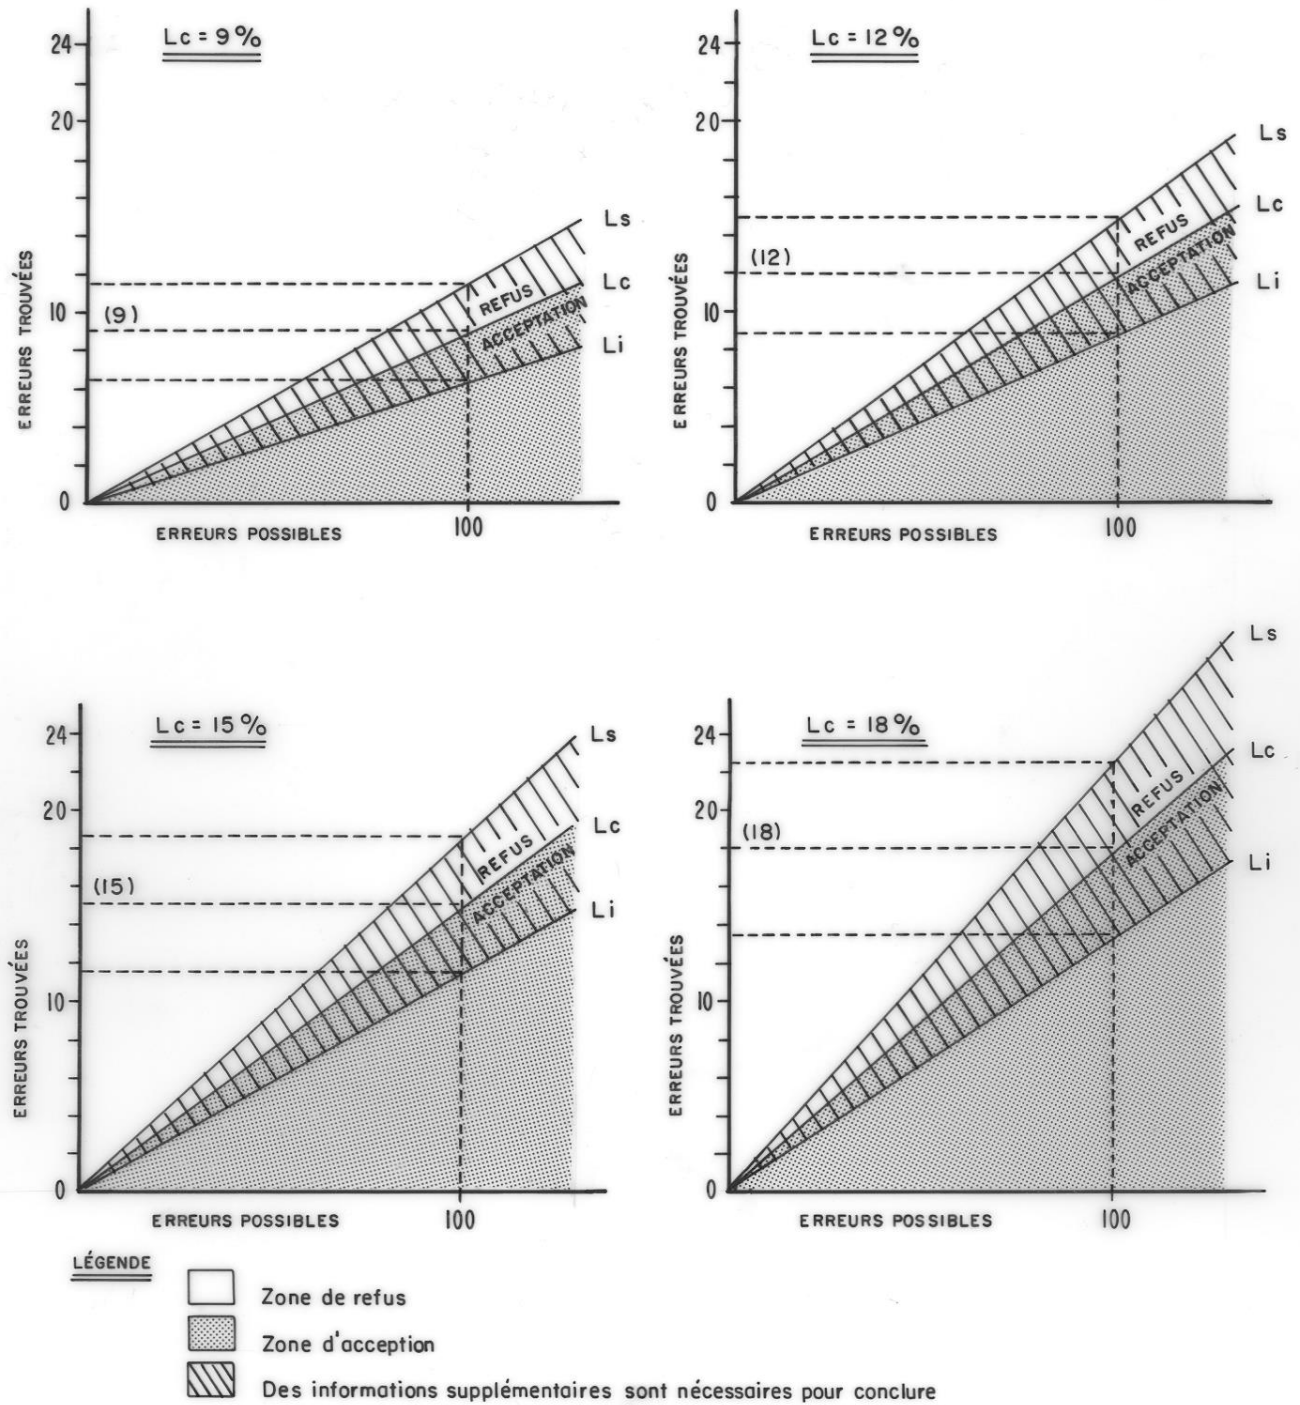 Lc = 9%
24
20
10
0
(9)
Ls
Lc
Li
REFUS
ACCEPTATION
ERREURS TROUVÉES
ERREURS POSSIBLES
100
Lc = 12%
24
20
10
0
(12)
Ls
Lc
Li
REFUS
ACCEPTATION
ERREURS TROUVÉES
ERREURS POSSIBLES
100
Lc = 15%
24
20
10
0
(15)
Ls
Lc
Li
REFUS
ACCEPTATION
ERREURS TROUVÉES
ERREURS POSSIBLES
100
Lc = 18%
24
20
10
0
(18)
Ls
Lc
Li
REFUS
ACCEPTATION
ERREURS TROUVÉES
ERREURS POSSIBLES
100
LÉGENDE
Zone de refus
Zone d'acception
Des informations supplémentaires sont nécessaires pour conclure